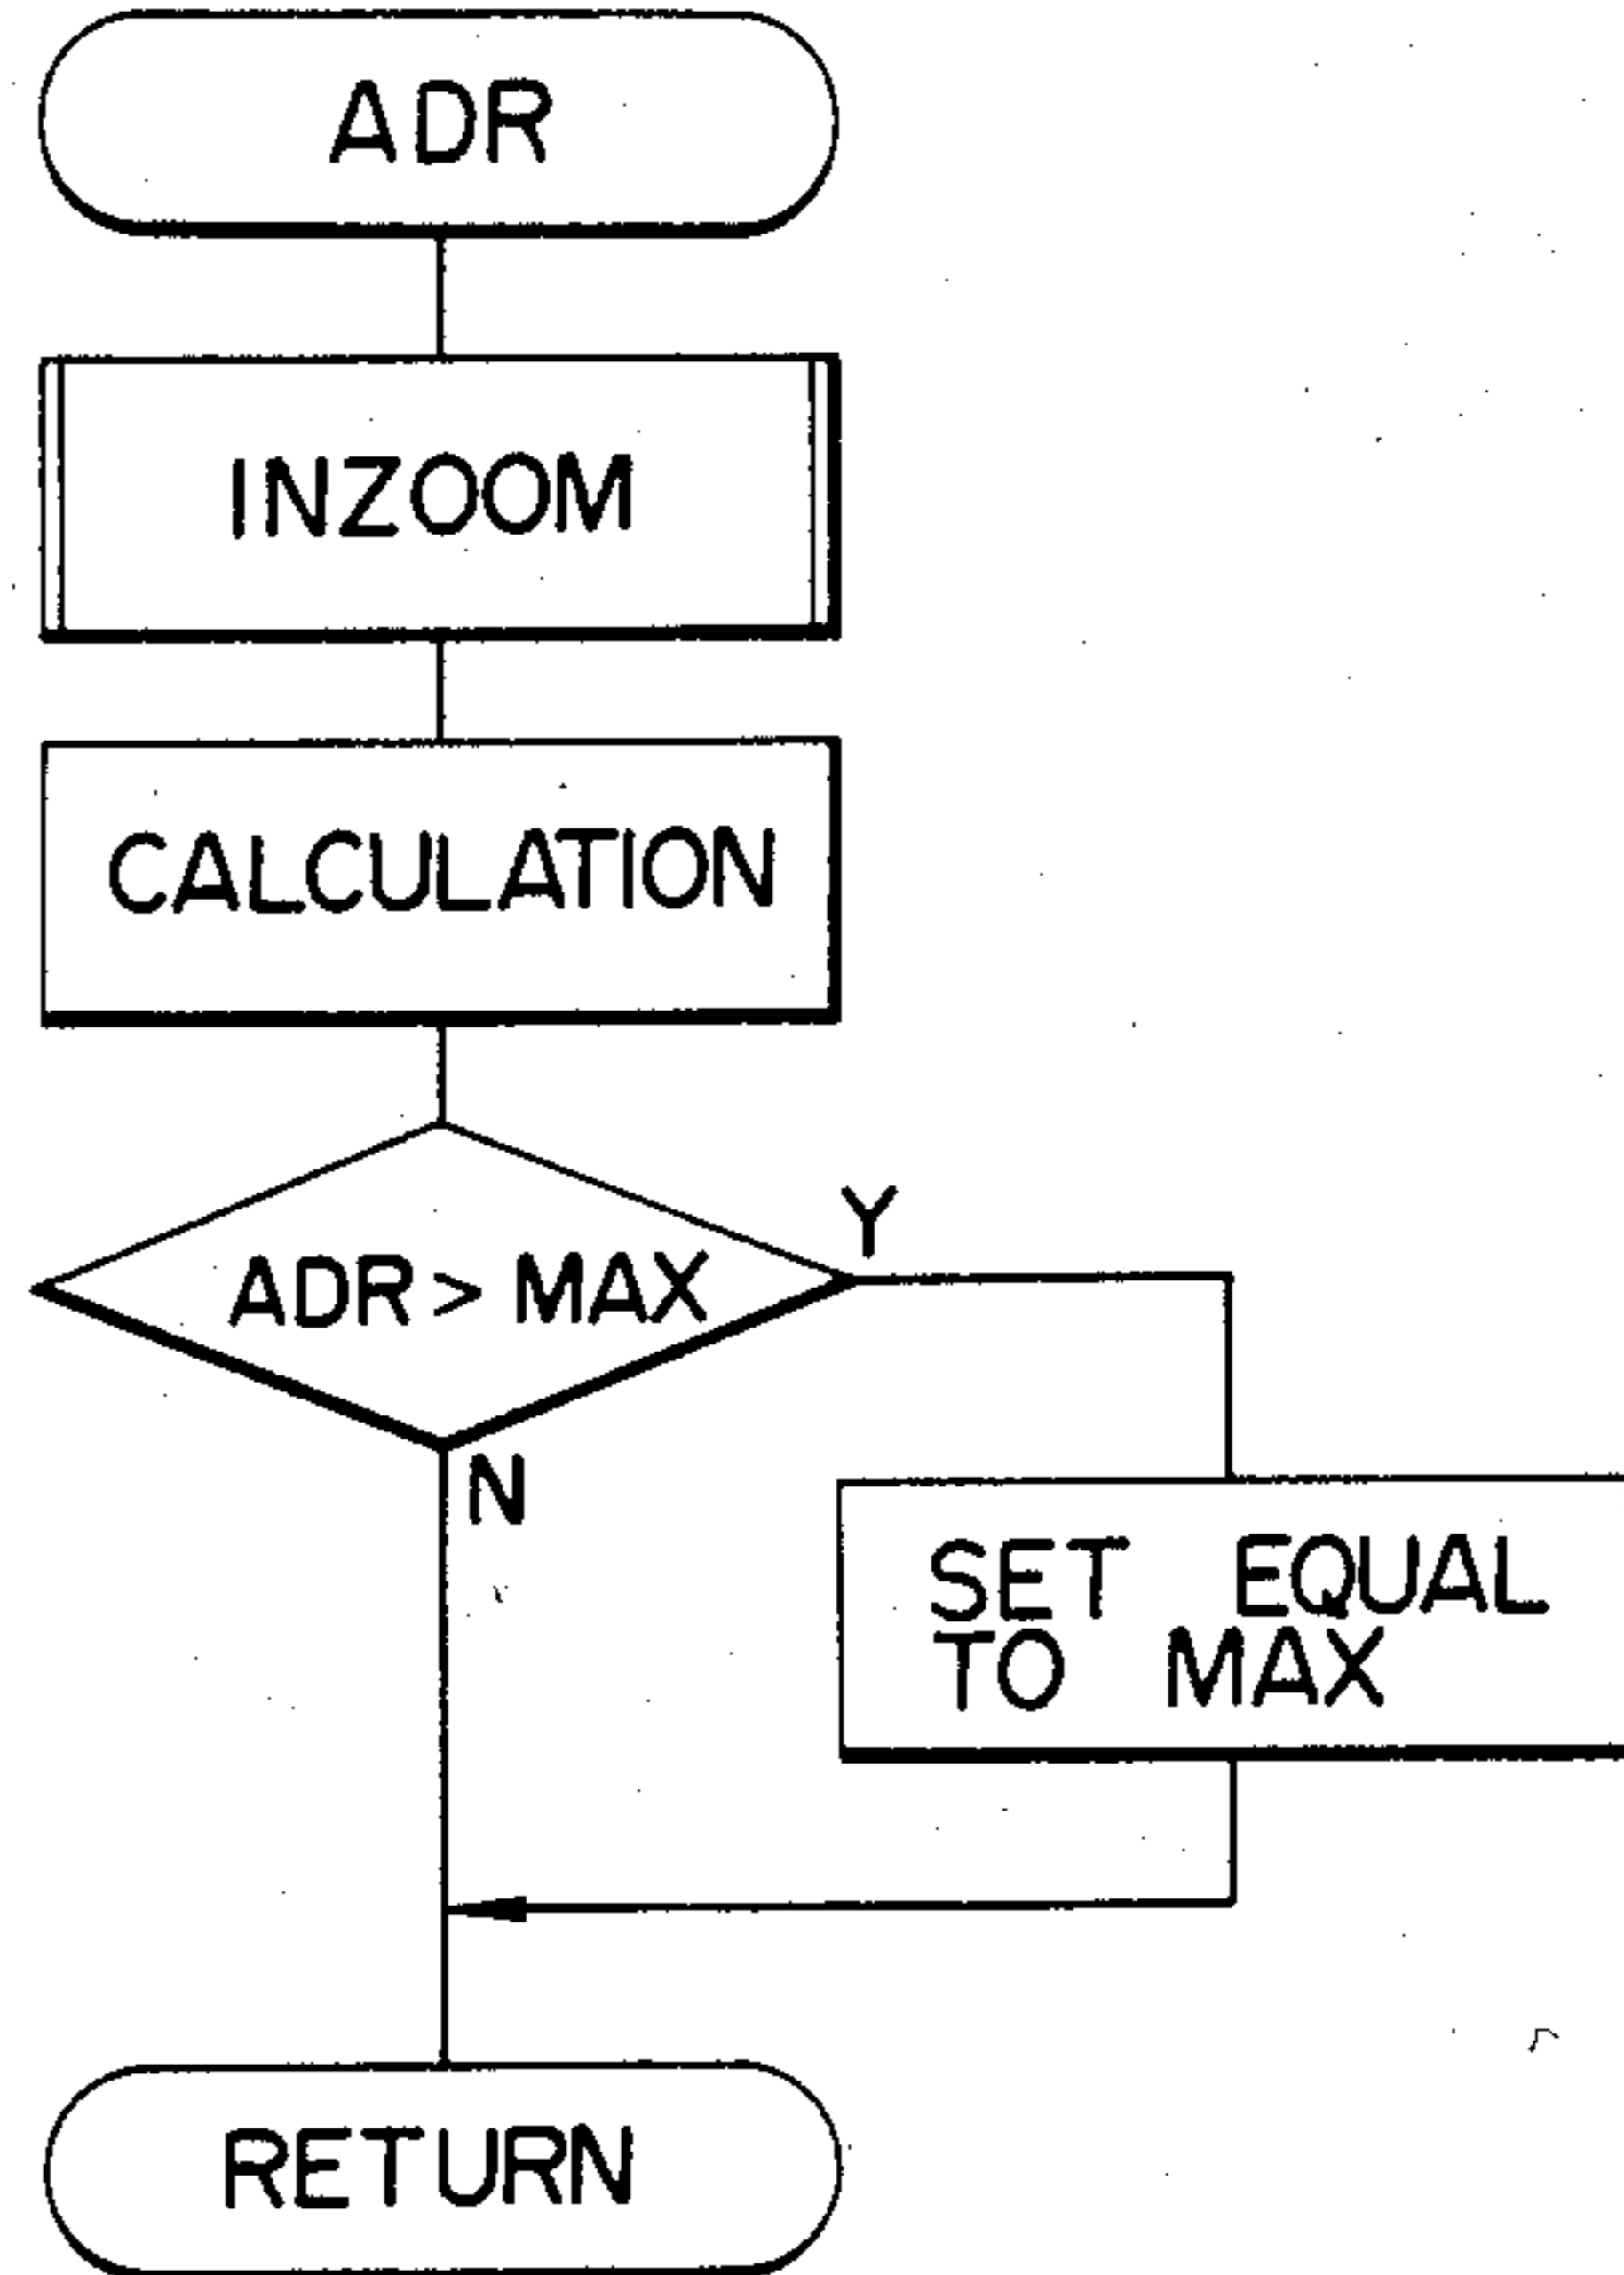 ADR
INZOOM
CALCULATION
ADR > MAX
Y
N
SET EQUAL
TO MAX
RETURN